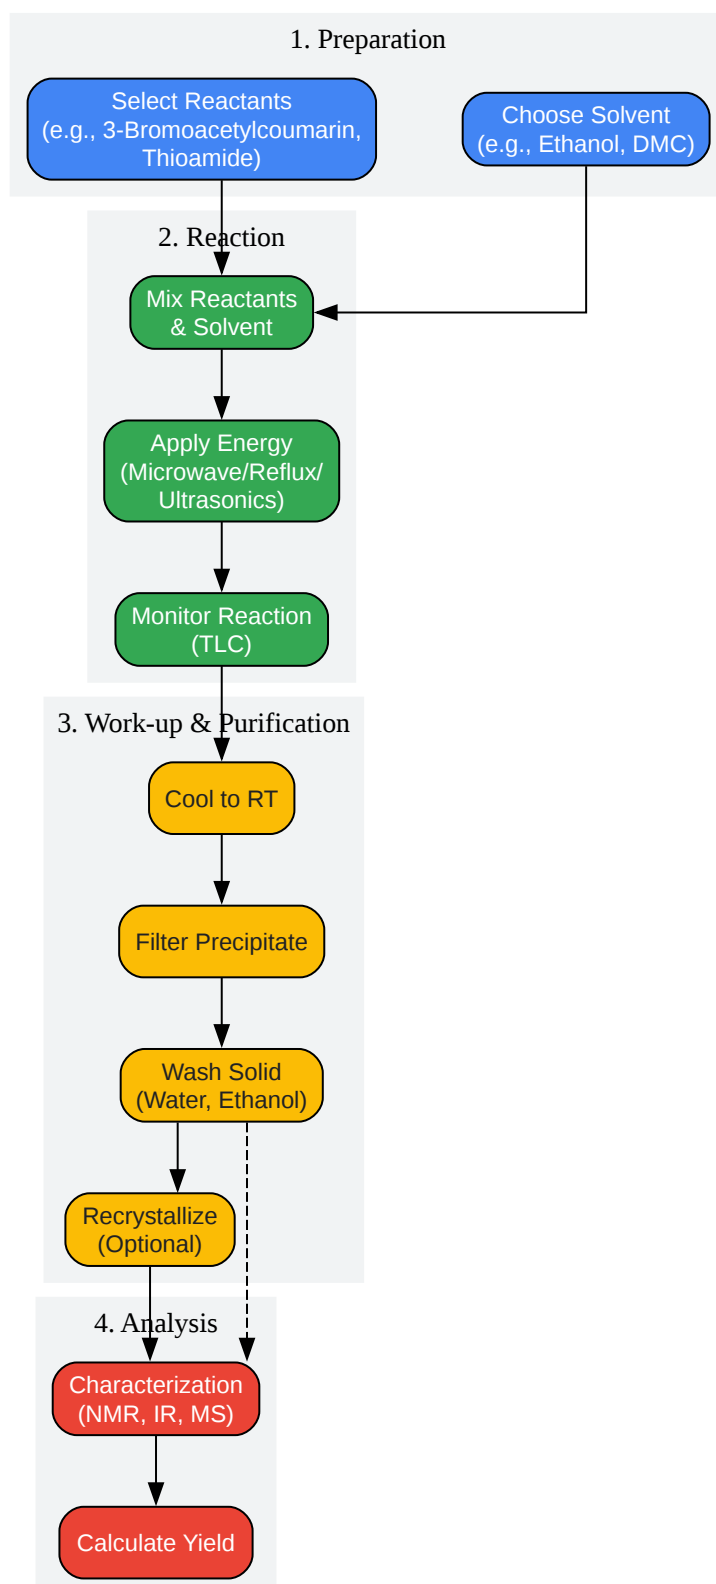 1. Preparation
Select Reactants
(e.g., 3-Bromoacetylcoumarin,
Thioamide)
Choose Solvent
(e.g., Ethanol, DMC)
2. Reaction
Mix Reactants
& Solvent
Apply Energy
(Microwave/Reflux/
Ultrasonics)
Monitor Reaction
(TLC)
3. Work-up & Purification
Cool to RT
Filter Precipitate
Wash Solid
(Water, Ethanol)
Recrystallize
(Optional)
4. Analysis
Characterization
(NMR, IR, MS)
Calculate Yield